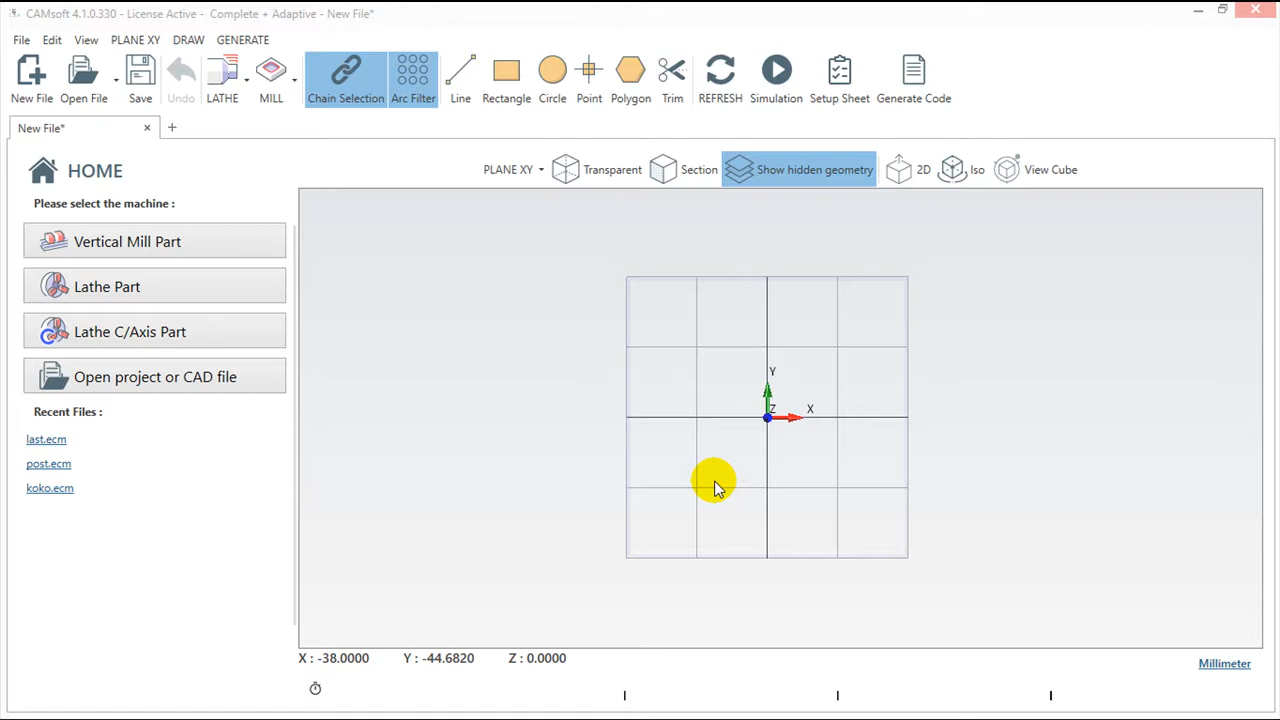 CAMsoft 4.1.0.330 - License Active - Complete + Adaptive - New File*
File Edit View PLANE XY DRAW GENERATE
New File Open File Save Undo LATHE MILL Chain Selection Arc Filter Line Rectangle Circle Point Polygon Trim REFRESH Simulation Setup Sheet Generate Code
New File*
HOME
PLANE XY Transparent Section Show hidden geometry 2D Iso View Cube
Please select the machine :
Vertical Mill Part
Lathe Part
Lathe C/Axis Part
Open project or CAD file
Recent Files :
last.ecm
post.ecm
koko.ecm
Y
Z X
X : -38.0000 Y : -44.6820 Z : 0.0000
Millimeter